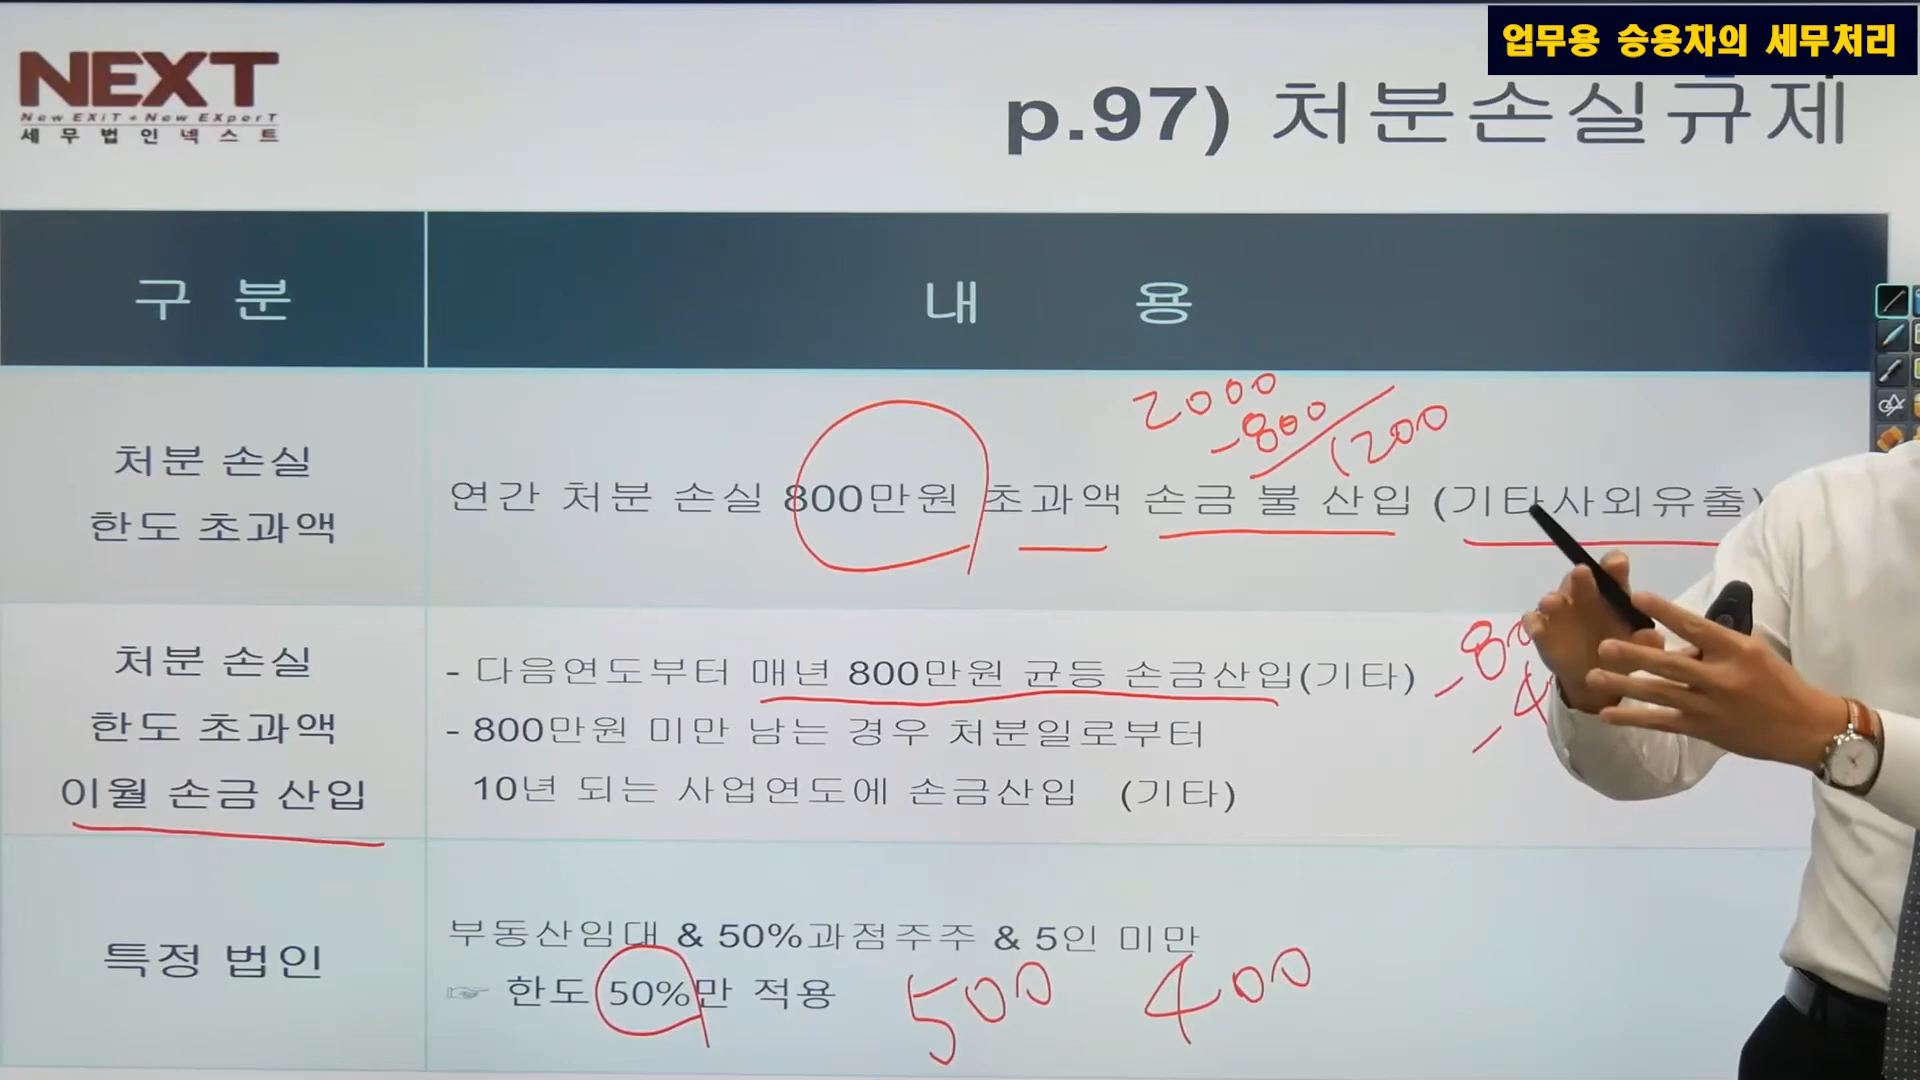 업무용 승용차의 세무처리
NEXT
New EXiT + New EXperT
세무법인넥스트
p.97) 처분손실규제
구 분
내 용
처분 손실
한도 초과액
2000
-800
1200
연간 처분 손실 800만원 초과액 손금 불 산입 (기타사외유출)
처분 손실
한도 초과액
이월 손금 산입
- 다음연도부터 매년 800만원 균등 손금산입(기타)
- 800만원 미만 남는 경우 처분일로부터
10년 되는 사업연도에 손금산입 (기타)
특정 법인
부동산임대 & 50%과점주주 & 5인 미만
☞ 한도 50%만 적용
500 400